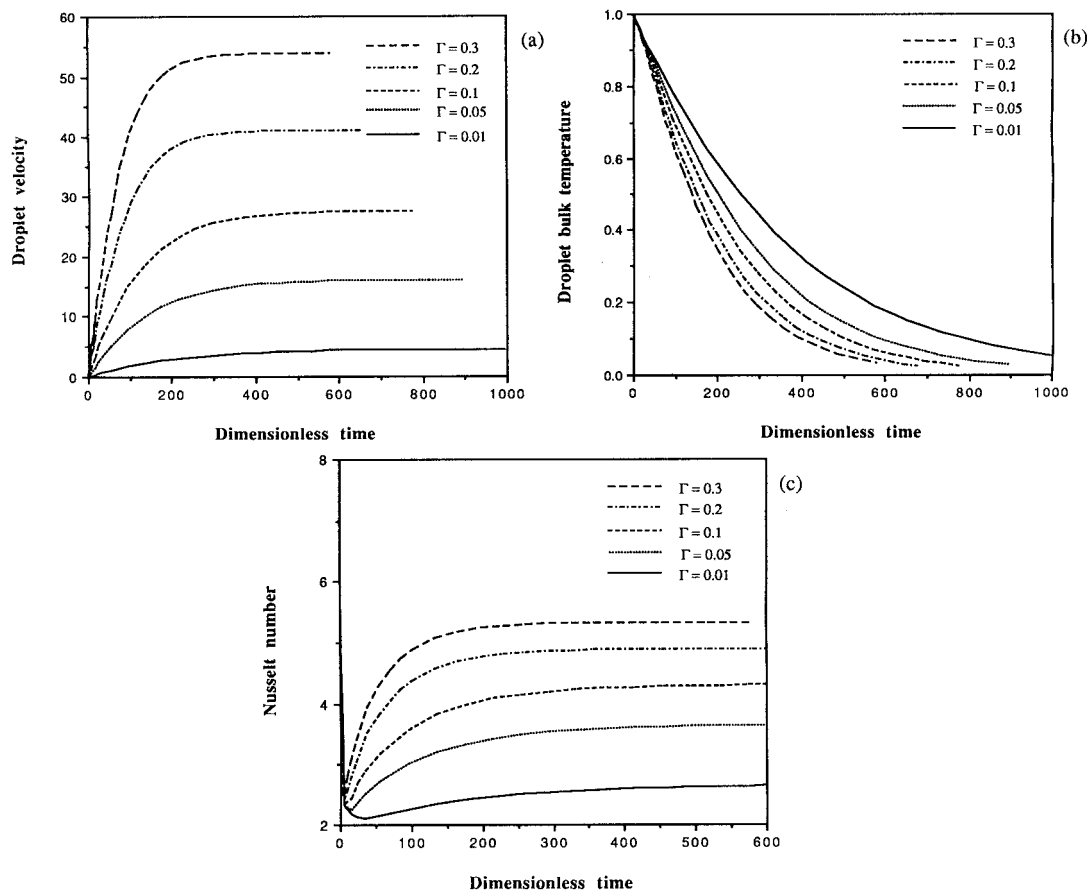 60
50
40
30
20
10
0
0 200 400 600 800 1000
Droplet velocity
Dimensionless time
Γ = 0.3
Γ = 0.2
Γ = 0.1
Γ = 0.05
Γ = 0.01
(a)
1.0
0.8
0.6
0.4
0.2
0.0
0 200 400 600 800 1000
Droplet bulk temperature
Dimensionless time
Γ = 0.3
Γ = 0.2
Γ = 0.1
Γ = 0.05
Γ = 0.01
(b)
8
6
4
2
0 100 200 300 400 500 600
Nusselt number
Dimensionless time
Γ = 0.3
Γ = 0.2
Γ = 0.1
Γ = 0.05
Γ = 0.01
(c)